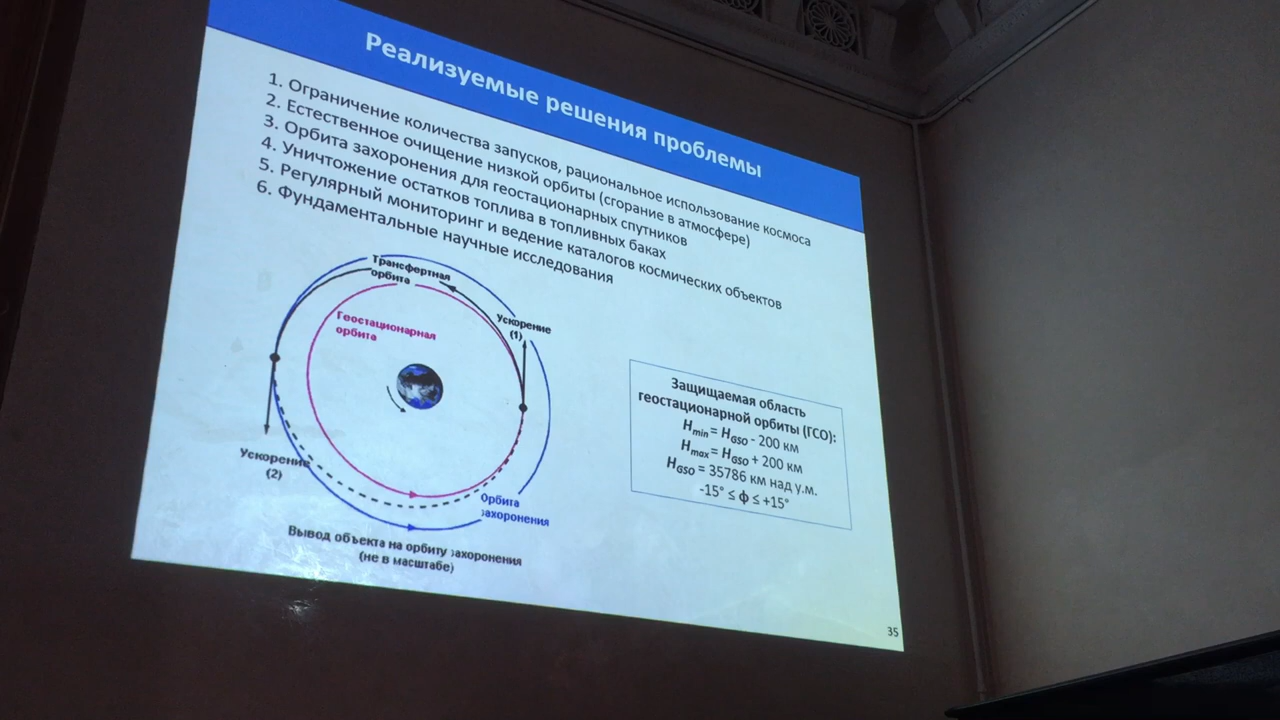 Реализуемые решения проблемы
1. Ограничение количества запусков, рациональное использование космоса
2. Естественное очищение низкой орбиты (сгорание в атмосфере)
3. Орбита захоронения для геостационарных спутников
4. Уничтожение остатков топлива в топливных баках
5. Регулярный мониторинг и ведение каталогов космических объектов
6. Фундаментальные научные исследования
Трансфертная
орбита
Геостационарная
орбита
Ускорение
(1)
Ускорение
(2)
Орбита
захоронения
Вывод объекта на орбиту захоронения
(не в масштабе)
Защищаемая область
геостационарной орбиты (ГСО):
Hmin = HGSO - 200 км
Hmax = HGSO + 200 км
HGSO = 35786 км над у.м.
-15° ≤ ϕ ≤ +15°
35